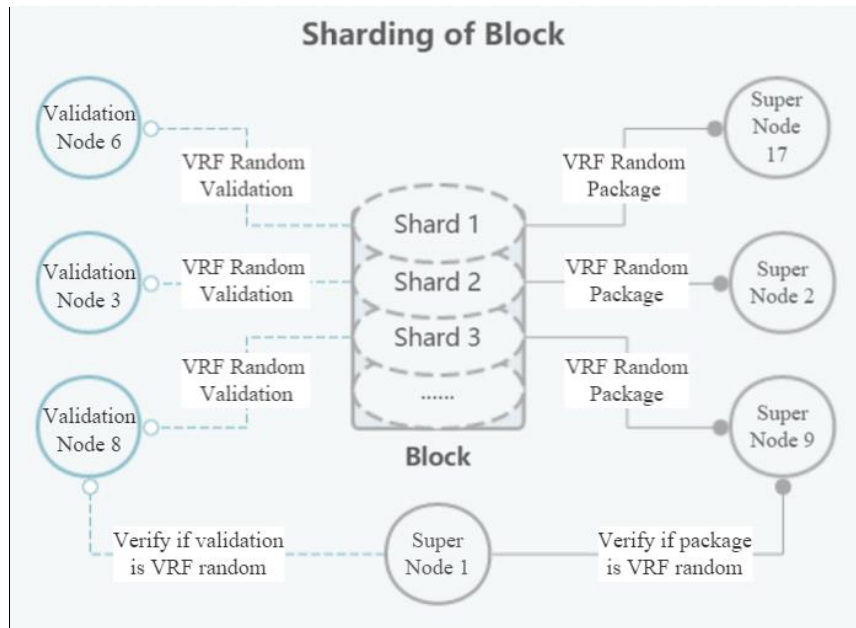 Sharding of Block
Validation
Node 6
VRF Random
Validation
VRF Random
Package
Super
Node
17
Shard 1
Validation
Node 3
VRF Random
Validation
Shard 2
VRF Random
Package
Super
Node 2
Shard 3
VRF Random
Validation
VRF Random
Package
Validation
Node 8
......
Super
Node 9
Block
Verify if validation
is VRF random
Super
Node 1
Verify if package
is VRF random